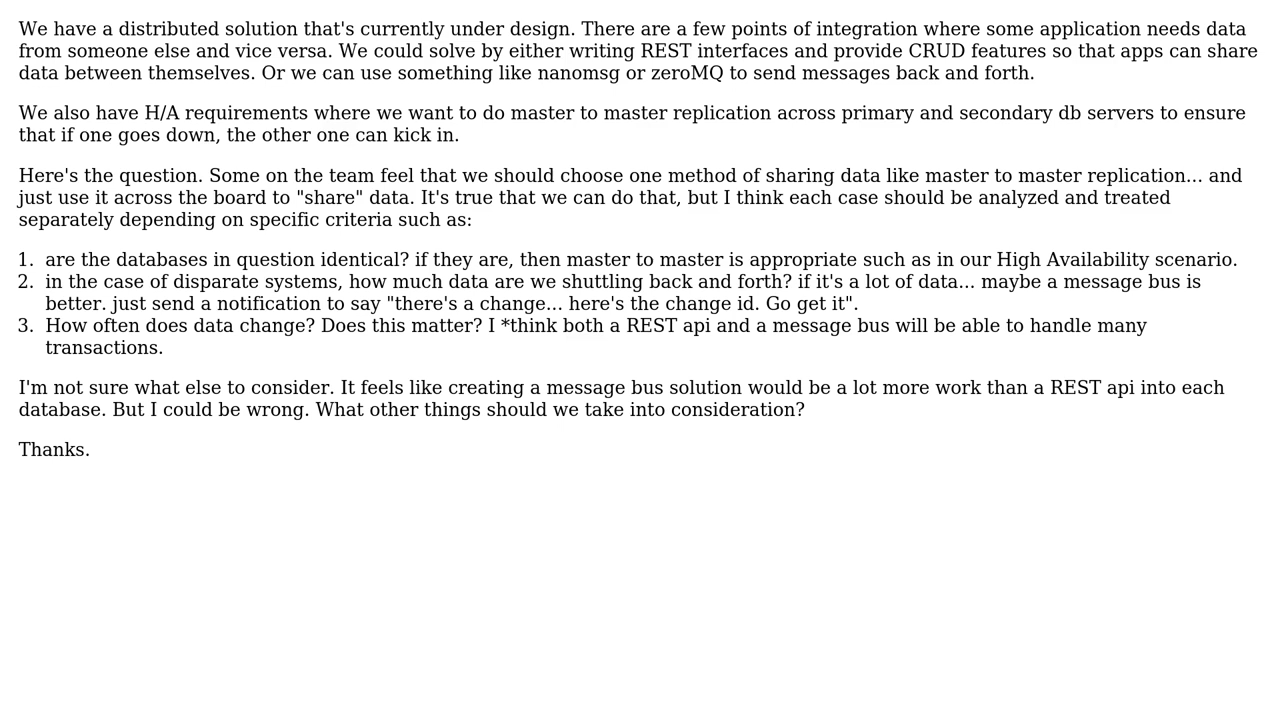 We have a distributed solution that's currently under design. There are a few points of integration where some application needs data
from someone else and vice versa. We could solve by either writing REST interfaces and provide CRUD features so that apps can share
data between themselves. Or we can use something like nanomsg or zeroMQ to send messages back and forth.
We also have H/A requirements where we want to do master to master replication across primary and secondary db servers to ensure
that if one goes down, the other one can kick in.
Here's the question. Some on the team feel that we should choose one method of sharing data like master to master replication... and
just use it across the board to "share" data. It's true that we can do that, but I think each case should be analyzed and treated
separately depending on specific criteria such as:
1. are the databases in question identical? if they are, then master to master is appropriate such as in our High Availability scenario.
2. in the case of disparate systems, how much data are we shuttling back and forth? if it's a lot of data... maybe a message bus is
better. just send a notification to say "there's a change... here's the change id. Go get it".
3. How often does data change? Does this matter? I *think both a REST api and a message bus will be able to handle many
transactions.
I'm not sure what else to consider. It feels like creating a message bus solution would be a lot more work than a REST api into each
database. But I could be wrong. What other things should we take into consideration?
Thanks.